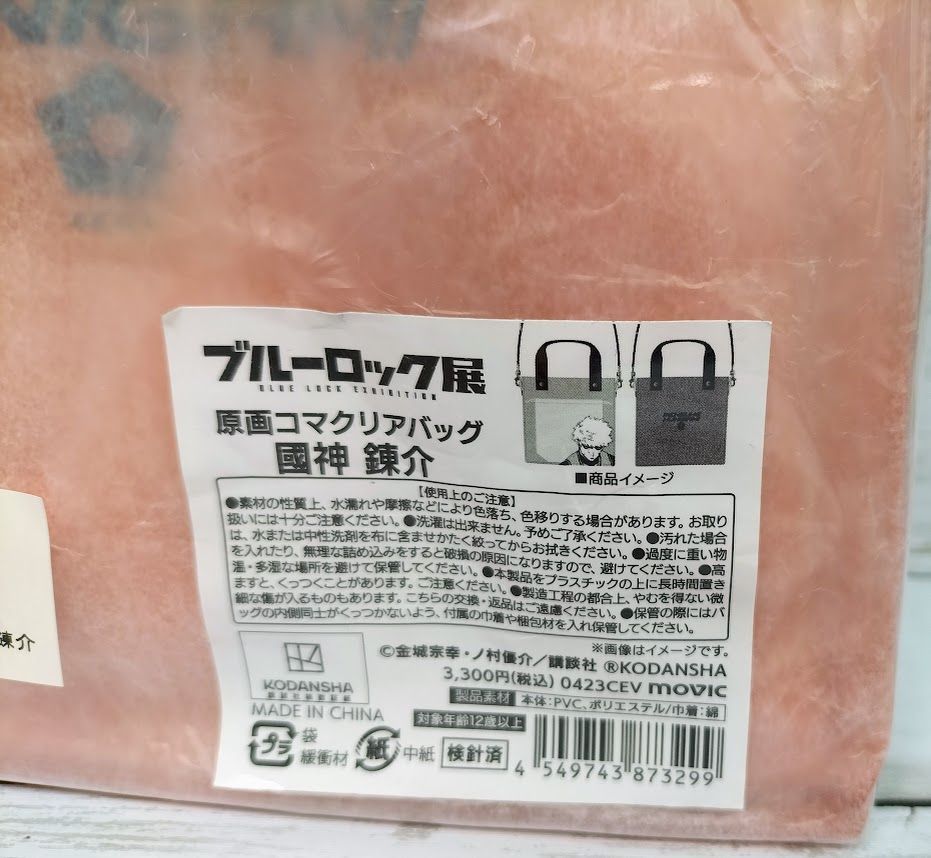 ブルーロック展
BLUE LOCK EXHIBITION
原画コマクリアバッグ
國神 錬介
■商品イメージ
【使用上のご注意】
●素材の性質上、水濡れや摩擦などにより色落ち、色移りする場合があります。お取り
扱いには十分ご注意ください。●洗濯は出来ません。予めご了承ください。●汚れた場合
は、水または中性洗剤を布に含ませかたく絞ってからお拭きください。●過度に重い物
を入れたり、無理な詰め込みをすると破損の原因になりますので、避けてください。●高
温・多湿な場所を避けて保管してください。●本製品をプラスチックの上に長時間置き
ますと、くっつくことがあります。ご注意ください。●製造工程の都合上、やむを得ない微
細な傷が入るものもあります。こちらの交換・返品はご遠慮ください。●保管の際にはバ
ッグの内側同士がくっつかないよう、付属の巾着や梱包材を入れ保管してください。
※画像はイメージです。
©金城宗幸・ノ村優介/講談社 ®KODANSHA
3,300円(税込) 0423CEV movic
製品素材 本体:PVC、ポリエステル/巾着:綿
KODANSHA
MADE IN CHINA
対象年齢12歳以上
プラ 袋
緩衝材
紙 中紙
検針済
4 549743 873299
錬介